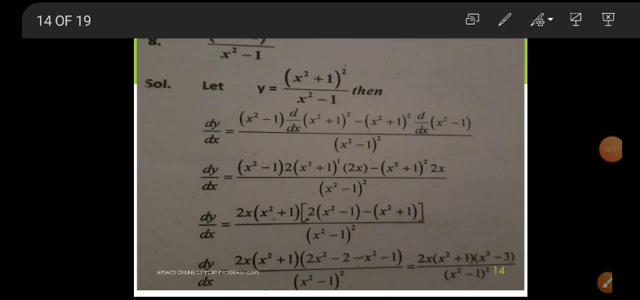 14 OF 19
8. x² − 1
Sol. Let y = (x² + 1)² / x² − 1 then
dy/dx = (x² − 1) d/dx (x² + 1)² − (x² + 1)² d/dx (x² − 1) / (x² − 1)²
dy/dx = (x² − 1)2(x² + 1)¹ (2x) − (x² + 1)² 2x / (x² − 1)²
dy/dx = 2x(x² + 1)[2(x² − 1) − (x² + 1)] / (x² − 1)²
dy/dx = 2x(x² + 1)(2x² − 2 − x² − 1) / (x² − 1)² = 2x(x² + 1)(x² − 3) / (x² − 1)²
14